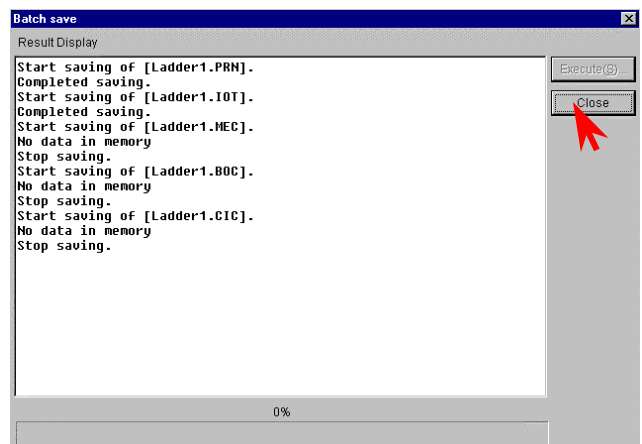 Batch save
Result Display
Start saving of [Ladder1.PRN].
Completed saving.
Start saving of [Ladder1.IOT].
Completed saving.
Start saving of [Ladder1.MEC].
No data in memory
Stop saving.
Start saving of [Ladder1.BOC].
No data in memory
Stop saving.
Start saving of [Ladder1.CIC].
No data in memory
Stop saving.
Execute(S)...
Close
0%